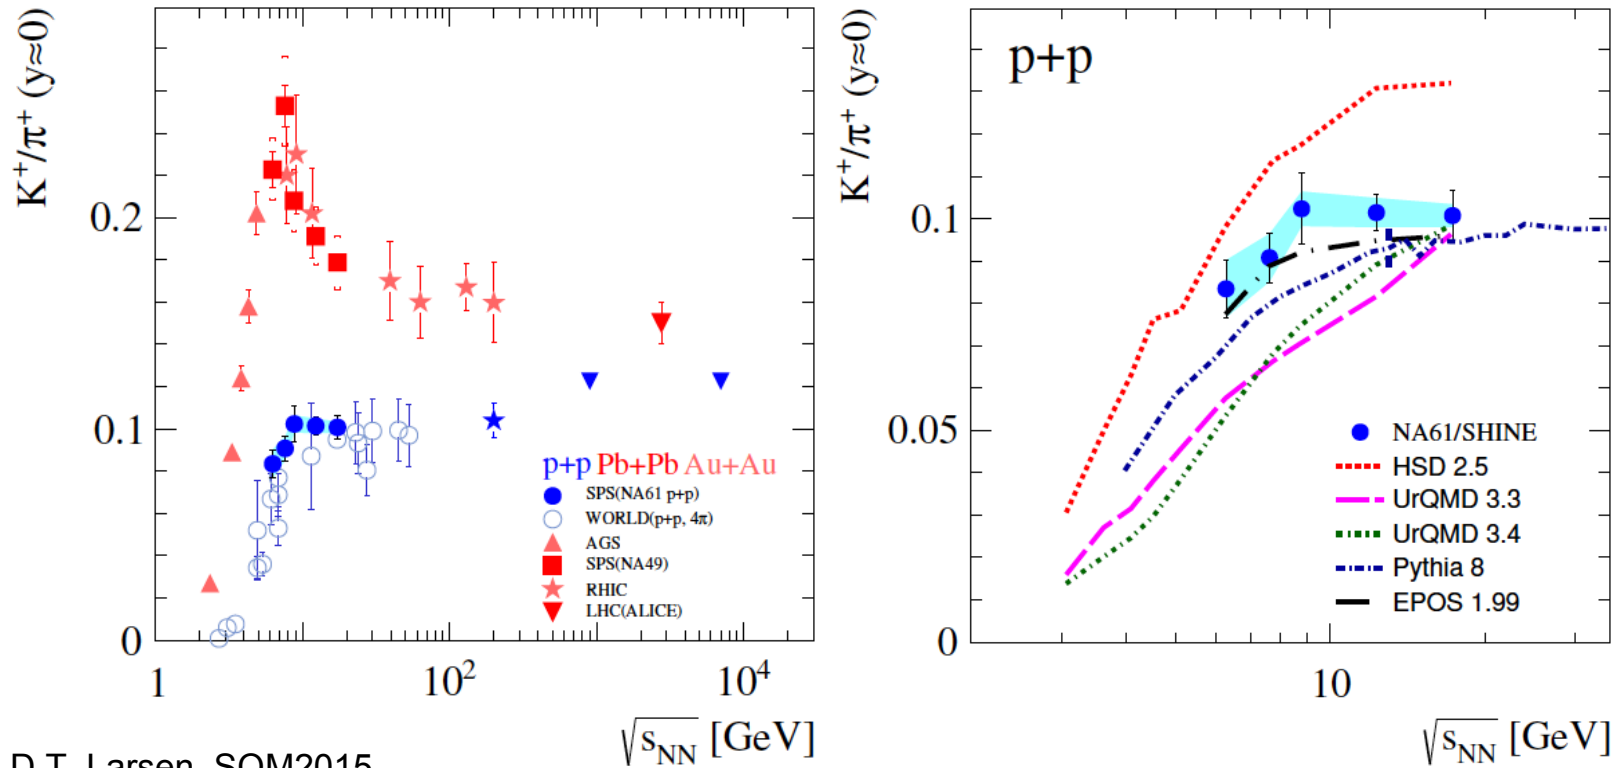 K⁺/π⁺ (y≈0)
0.2
0.1
0
1
10²
10⁴
√sNN [GeV]
p+p Pb+Pb Au+Au
SPS(NA61 p+p)
WORLD(p+p, 4π)
AGS
SPS(NA49)
RHIC
LHC(ALICE)
K⁺/π⁺ (y≈0)
p+p
0.1
0.05
0
10
√sNN [GeV]
NA61/SHINE
HSD 2.5
UrQMD 3.3
UrQMD 3.4
Pythia 8
EPOS 1.99
D.T. Larsen, SQM2015